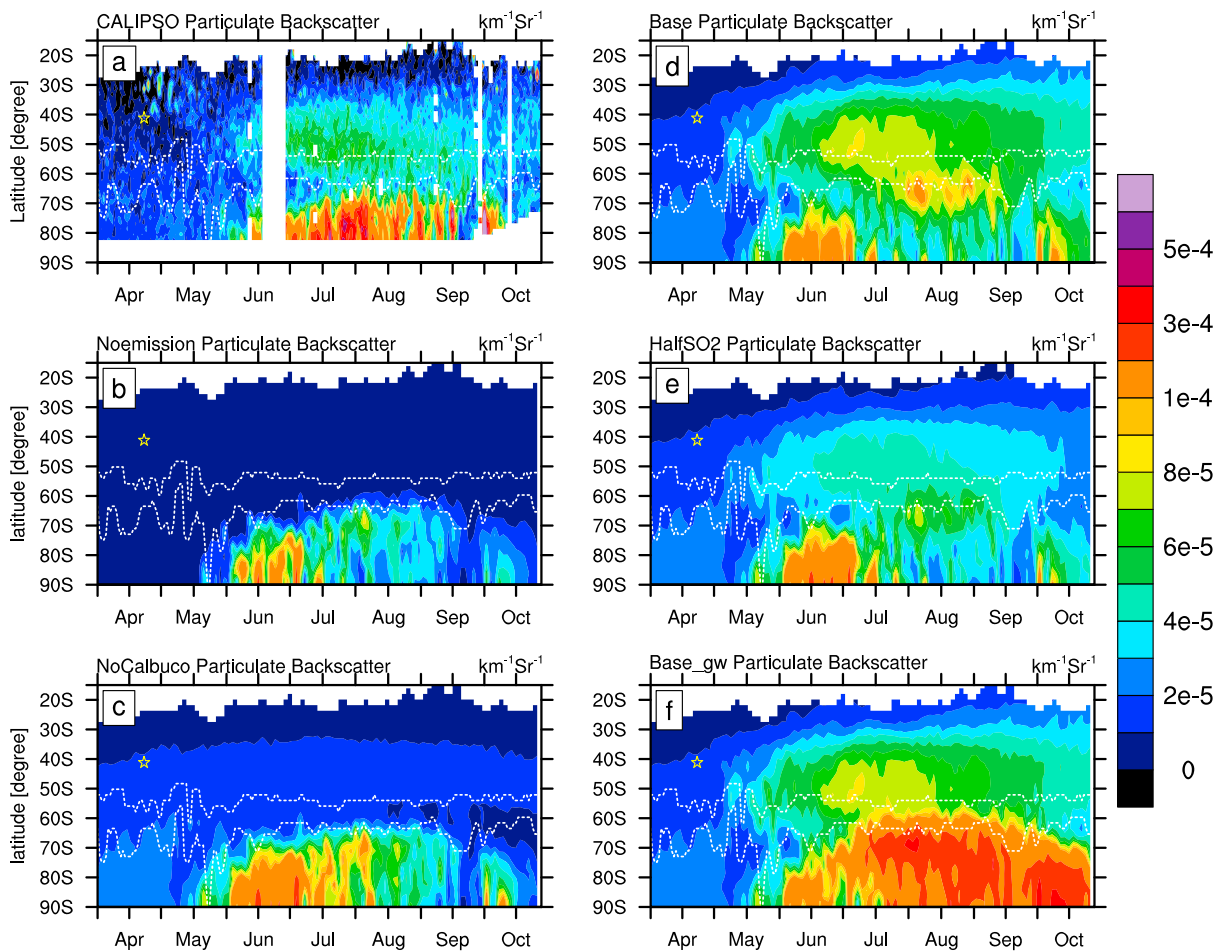 CALIPSO Particulate Backscatter km-1Sr-1
a
20S
30S
40S
50S
60S
70S
80S
90S
Latitude [degree]
Apr May Jun Jul Aug Sep Oct
Base Particulate Backscatter km-1Sr-1
d
20S
30S
40S
50S
60S
70S
80S
90S
Apr May Jun Jul Aug Sep Oct
Noemission Particulate Backscatter km-1Sr-1
b
20S
30S
40S
50S
60S
70S
80S
90S
latitude [degree]
Apr May Jun Jul Aug Sep Oct
HalfSO2 Particulate Backscatter km-1Sr-1
e
20S
30S
40S
50S
60S
70S
80S
90S
Apr May Jun Jul Aug Sep Oct
NoCalbuco Particulate Backscatter km-1Sr-1
c
20S
30S
40S
50S
60S
70S
80S
90S
latitude [degree]
Apr May Jun Jul Aug Sep Oct
Base_gw Particulate Backscatter km-1Sr-1
f
20S
30S
40S
50S
60S
70S
80S
90S
Apr May Jun Jul Aug Sep Oct
5e-4
3e-4
1e-4
8e-5
6e-5
4e-5
2e-5
0